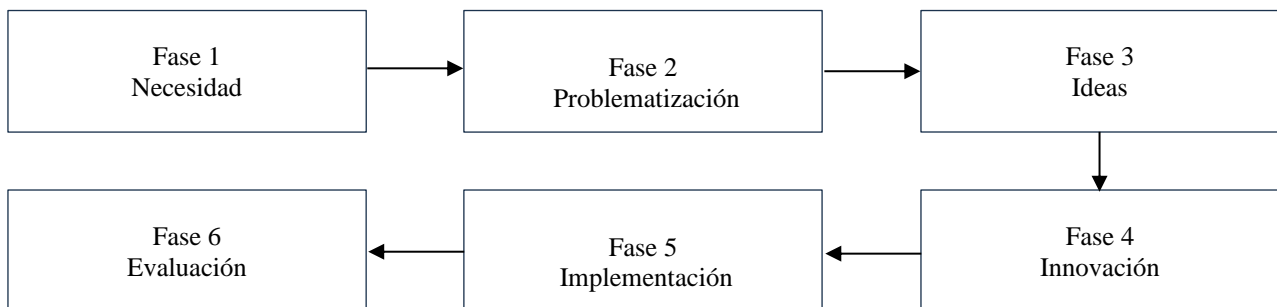 Fase 1
Necesidad
Fase 2
Problematización
Fase 3
Ideas
Fase 4
Innovación
Fase 5
Implementación
Fase 6
Evaluación